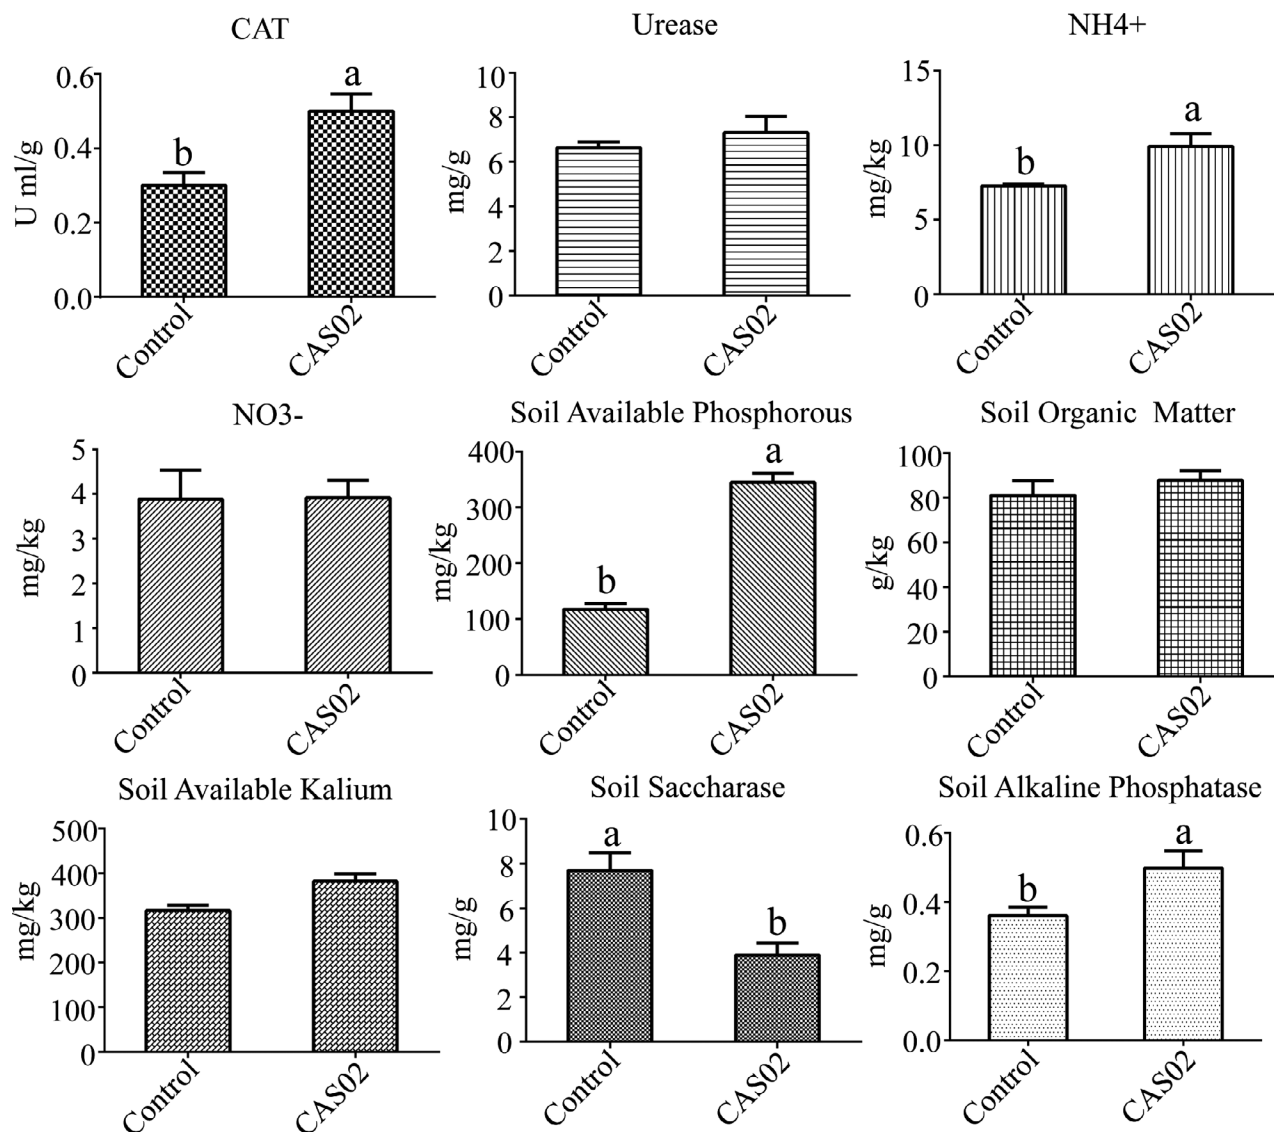 CAT
Urease
NH4+
0.6
0.4
0.2
0.0
U ml/g
b
a
Control
CAS02
10
8
6
4
2
0
mg/g
Control
CAS02
15
10
5
0
mg/kg
b
a
Control
CAS02
NO3-
Soil Available Phosphorous
Soil Organic Matter
5
4
3
2
1
0
mg/kg
Control
CAS02
400
300
200
100
0
mg/kg
b
a
Control
CAS02
100
80
60
40
20
0
g/kg
Control
CAS02
Soil Available Kalium
Soil Saccharase
Soil Alkaline Phosphatase
500
400
300
200
100
0
mg/kg
Control
CAS02
10
8
6
4
2
0
mg/g
a
b
Control
CAS02
0.6
0.4
0.2
0.0
mg/g
b
a
Control
CAS02